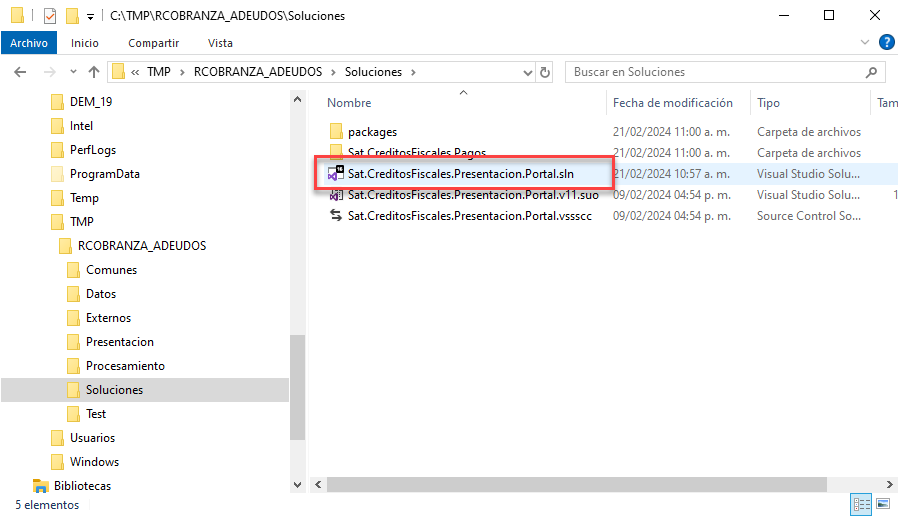 C:\TMP\RCOBRANZA_ADEUDOS\Soluciones
Archivo Inicio Compartir Vista
« TMP > RCOBRANZA_ADEUDOS > Soluciones >
Buscar en Soluciones
DEM_19
Intel
PerfLogs
ProgramData
Temp
TMP
RCOBRANZA_ADEUDOS
Comunes
Datos
Externos
Presentacion
Procesamiento
Soluciones
Test
Usuarios
Windows
Bibliotecas
Nombre Fecha de modificación Tipo Tam
packages 21/02/2024 11:00 a. m. Carpeta de archivos
Sat.CreditosFiscales.Pagos 21/02/2024 11:00 a. m. Carpeta de archivos
Sat.CreditosFiscales.Presentacion.Portal.sln 21/02/2024 10:57 a. m. Visual Studio Solu...
Sat.CreditosFiscales.Presentacion.Portal.v11.suo 09/02/2024 04:54 p. m. Visual Studio Solu... 1
Sat.CreditosFiscales.Presentacion.Portal.vssscc 09/02/2024 04:54 p. m. Source Control So...
5 elementos